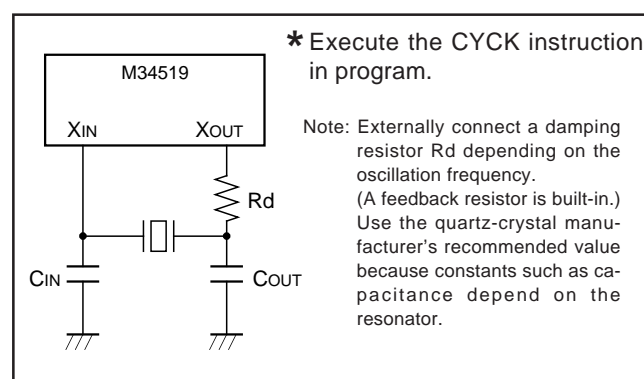 M34519
XIN
XOUT
Rd
CIN
COUT
* Execute the CYCK instruction
in program.
Note: Externally connect a damping
resistor Rd depending on the
oscillation frequency.
(A feedback resistor is built-in.)
Use the quartz-crystal manu-
facturer's recommended value
because constants such as ca-
pacitance depend on the
resonator.